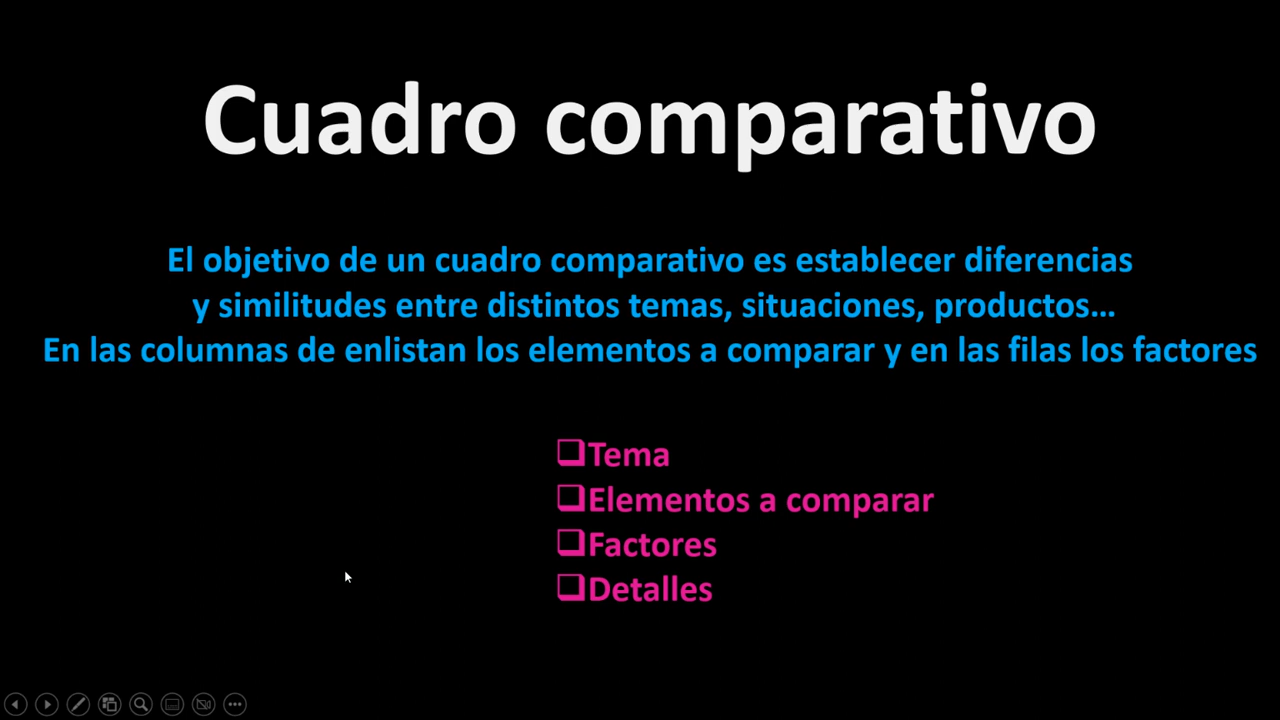 Cuadro comparativo
El objetivo de un cuadro comparativo es establecer diferencias
y similitudes entre distintos temas, situaciones, productos...
En las columnas de enlistan los elementos a comparar y en las filas los factores
❑Tema
❑Elementos a comparar
❑Factores
❑Detalles